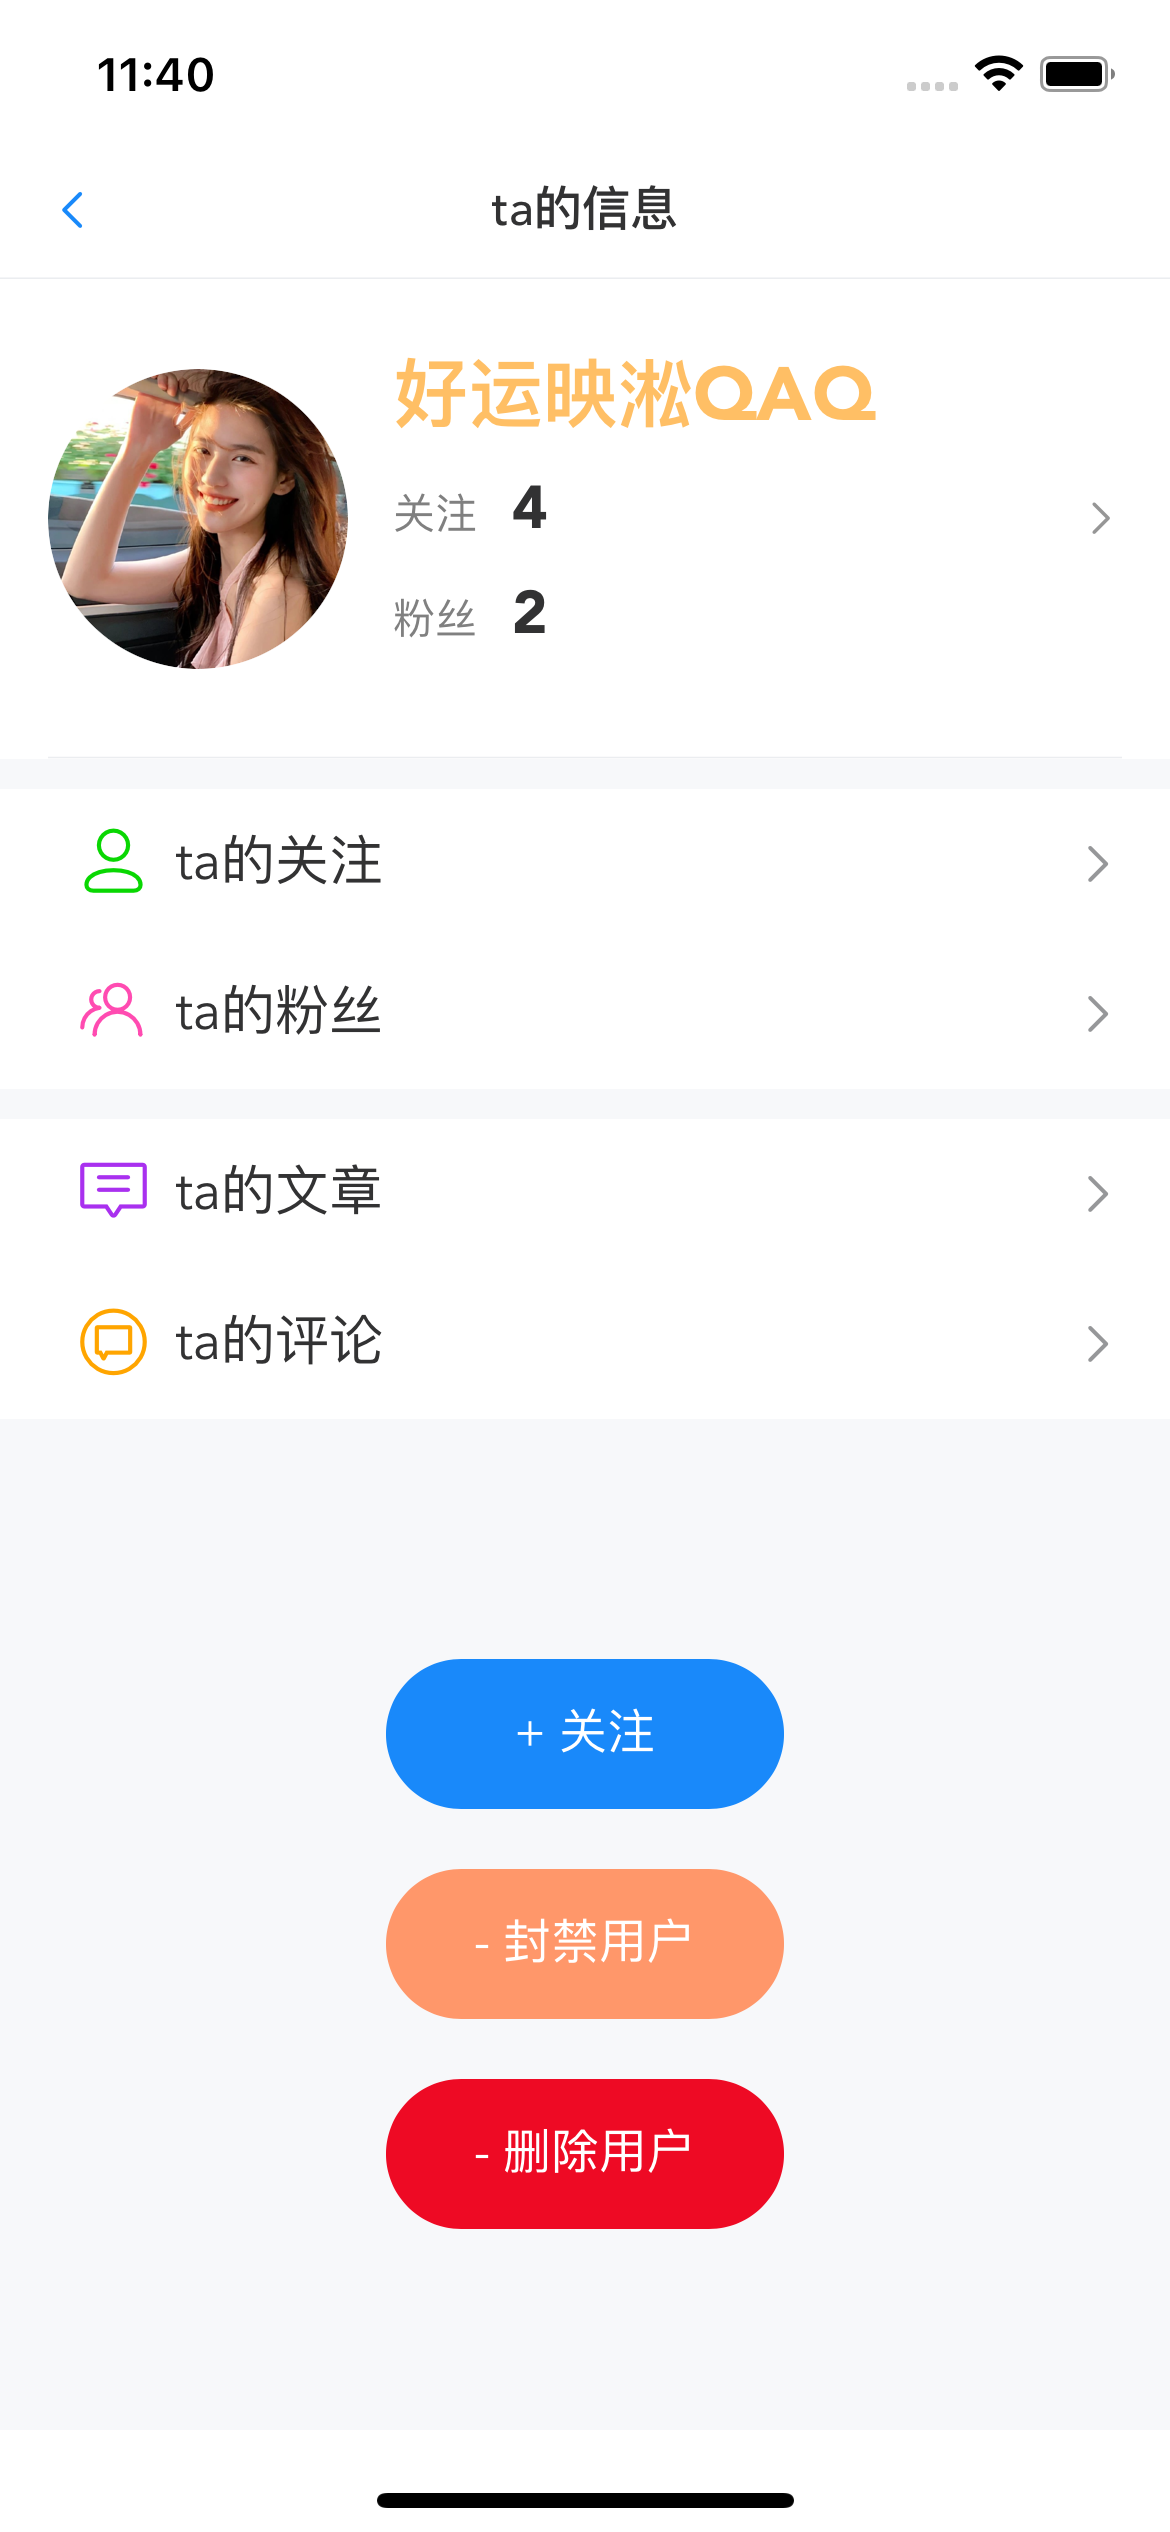 11:40
ta的信息
好运映淞QAQ
关注 4
粉丝 2
ta的关注
ta的粉丝
ta的文章
ta的评论
+ 关注
- 封禁用户
- 删除用户